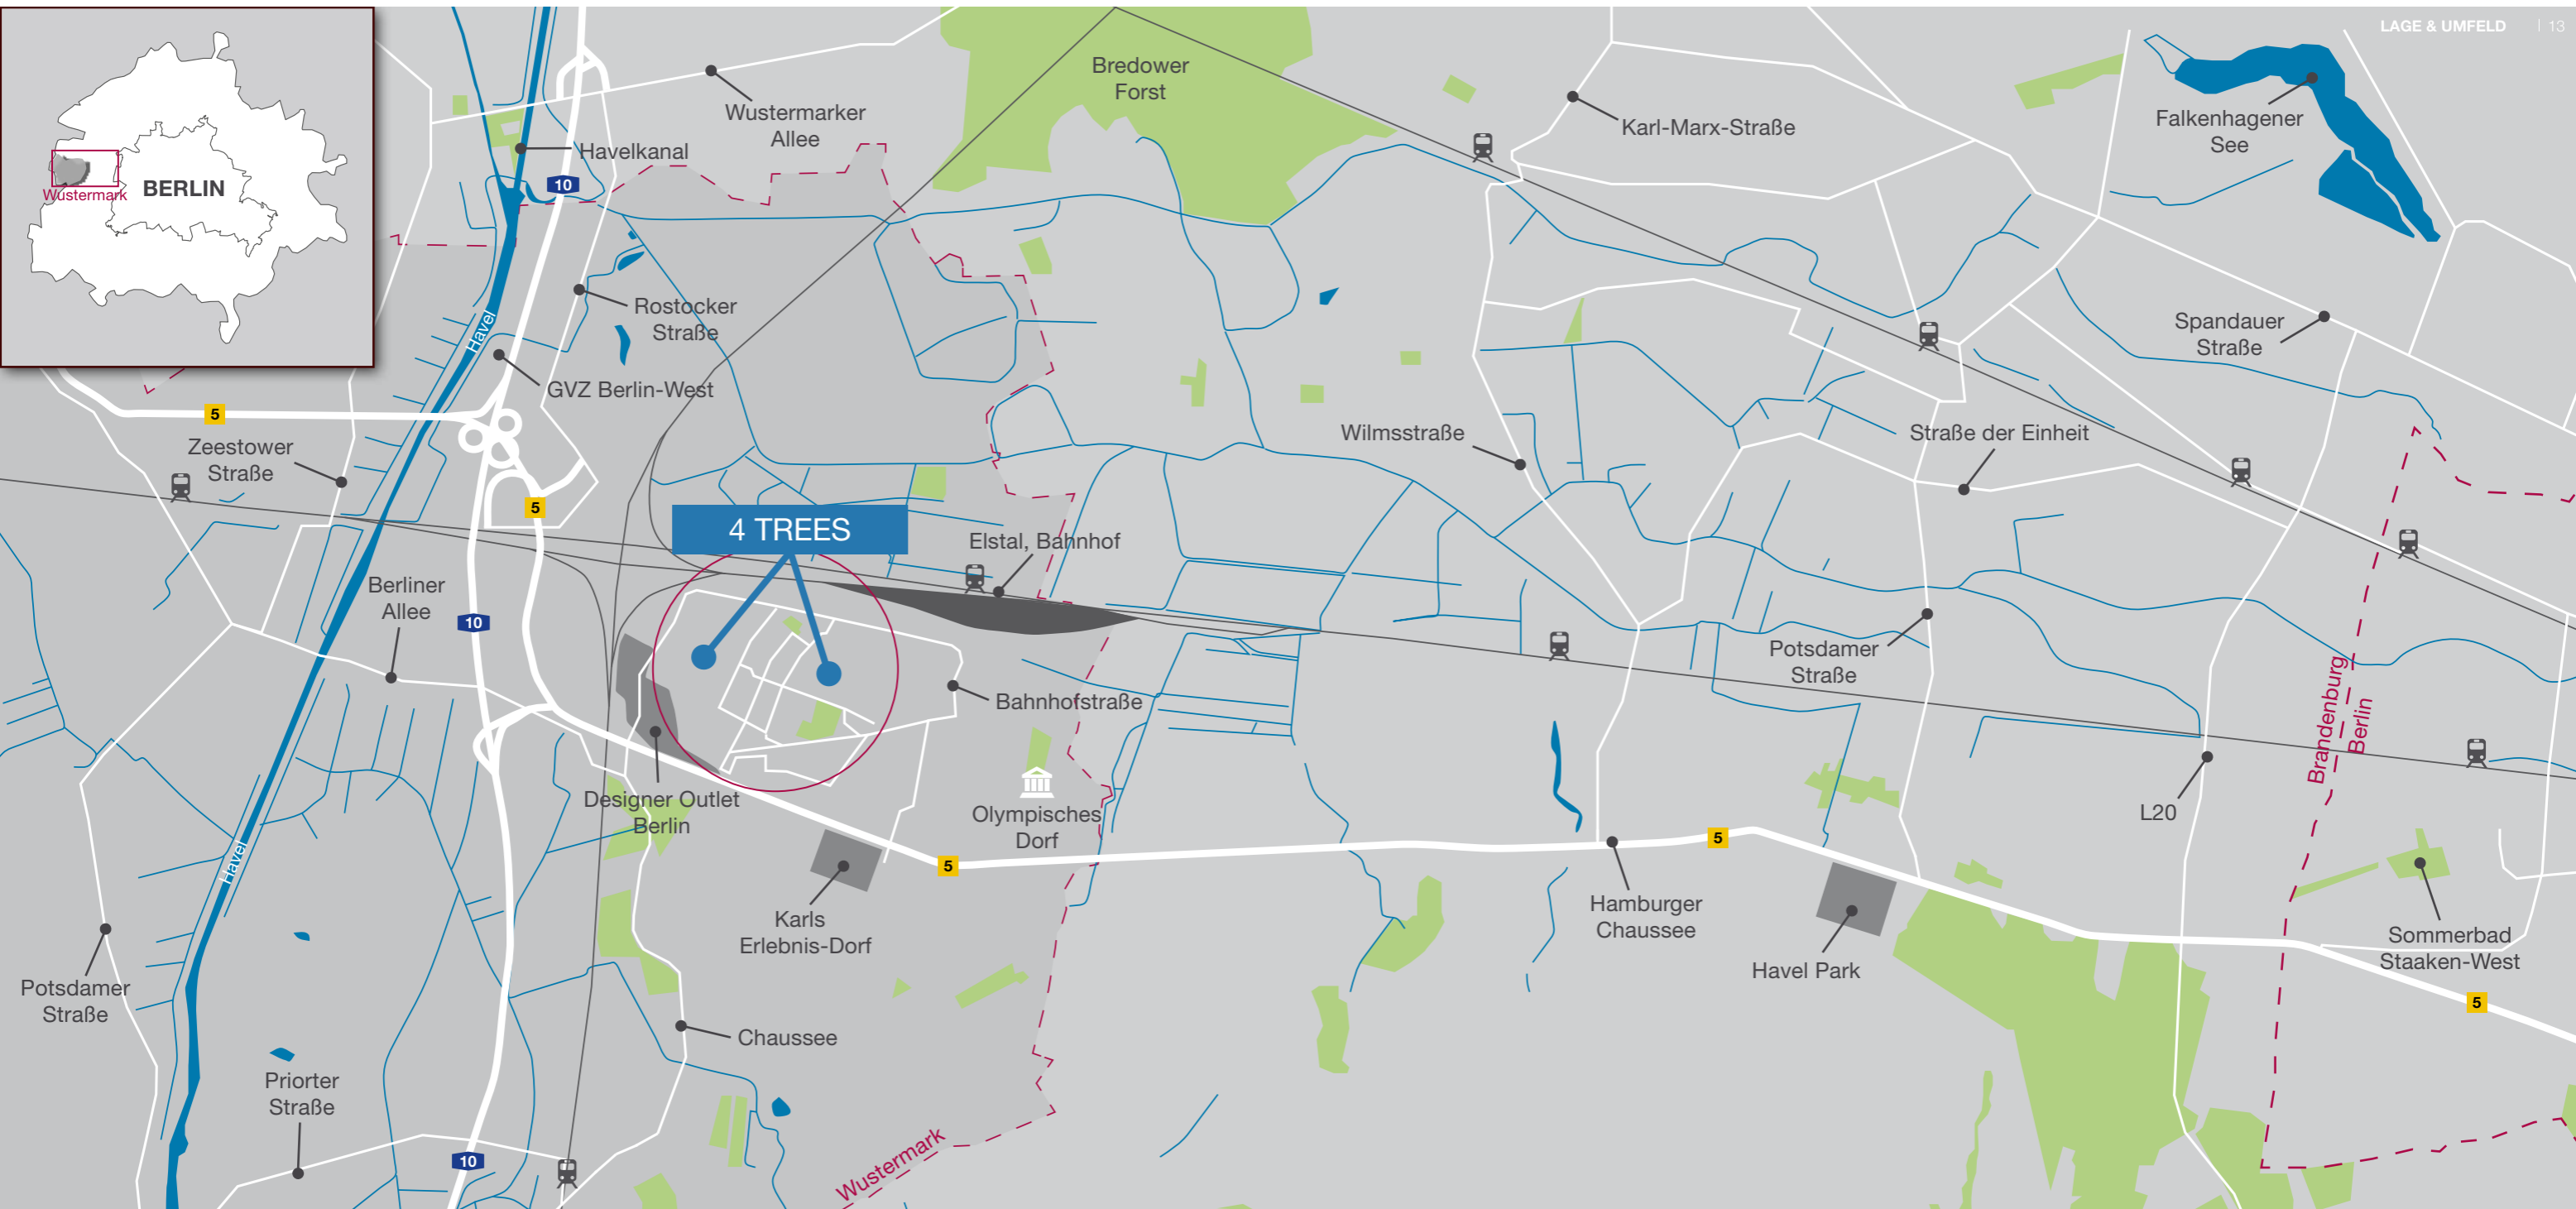 LAGE & UMFELD | 13
BERLIN
Wustermark
Bredower
Forst
Wustermarker
Allee
Havelkanal
10
Karl-Marx-Straße
Falkenhagener
See
Rostocker
Straße
Havel
GVZ Berlin-West
Spandauer
Straße
5
Zeestower
Straße
Wilmsstraße
Straße der Einheit
5
4 TREES
Elstal, Bahnhof
Berliner
Allee
10
Potsdamer
Straße
Bahnhofstraße
Brandenburg
Berlin
Designer Outlet
Berlin
Olympisches
Dorf
L20
5
5
Havel
Karls
Erlebnis-Dorf
Hamburger
Chaussee
Havel Park
Sommerbad
Staaken-West
Potsdamer
Straße
5
Chaussee
Priorter
Straße
10
Wustermark